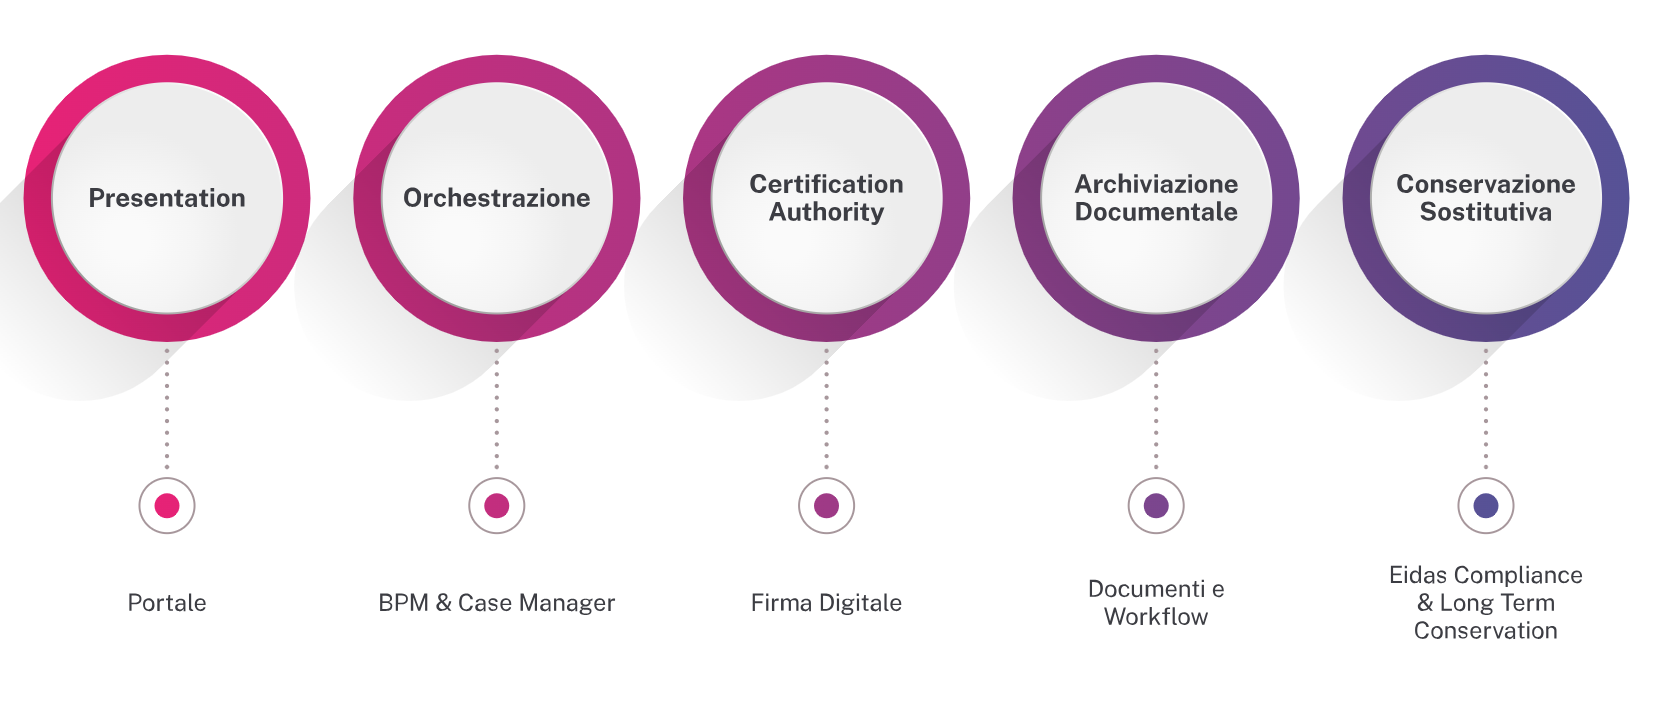 Presentation
Orchestrazione
Certification
Authority
Archiviazione
Documentale
Conservazione
Sostitutiva
Portale
BPM & Case Manager
Firma Digitale
Documenti e
Workflow
Eidas Compliance
& Long Term
Conservation